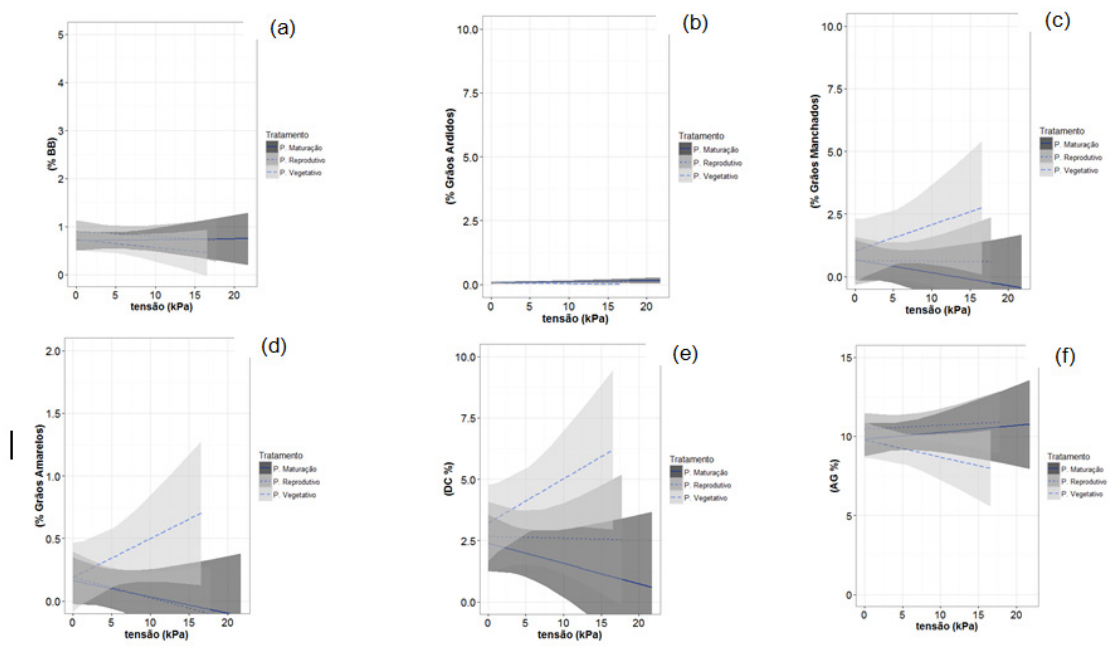 (a)
5
4
3
2
1
0
(% BB)
0 5 10 15 20
tensão (kPa)
Tratamento
P. Maturação
P. Reprodutivo
P. Vegetativo
(b)
10.0
7.5
5.0
2.5
0.0
(% Grãos Ardidos)
0 5 10 15 20
tensão (kPa)
Tratamento
P. Maturação
P. Reprodutivo
P. Vegetativo
(c)
10.0
7.5
5.0
2.5
0.0
(% Grãos Manchados)
0 5 10 15 20
tensão (kPa)
Tratamento
P. Maturação
P. Reprodutivo
P. Vegetativo
(d)
2.0
1.5
1.0
0.5
0.0
(% Grãos Amarelos)
0 5 10 15 20
tensão (kPa)
Tratamento
P. Maturação
P. Reprodutivo
P. Vegetativo
(e)
10.0
7.5
5.0
2.5
0.0
(DC %)
0 5 10 15 20
tensão (kPa)
Tratamento
P. Maturação
P. Reprodutivo
P. Vegetativo
(f)
15
10
5
0
(AG %)
0 5 10 15 20
tensão (kPa)
Tratamento
P. Maturação
P. Reprodutivo
P. Vegetativo